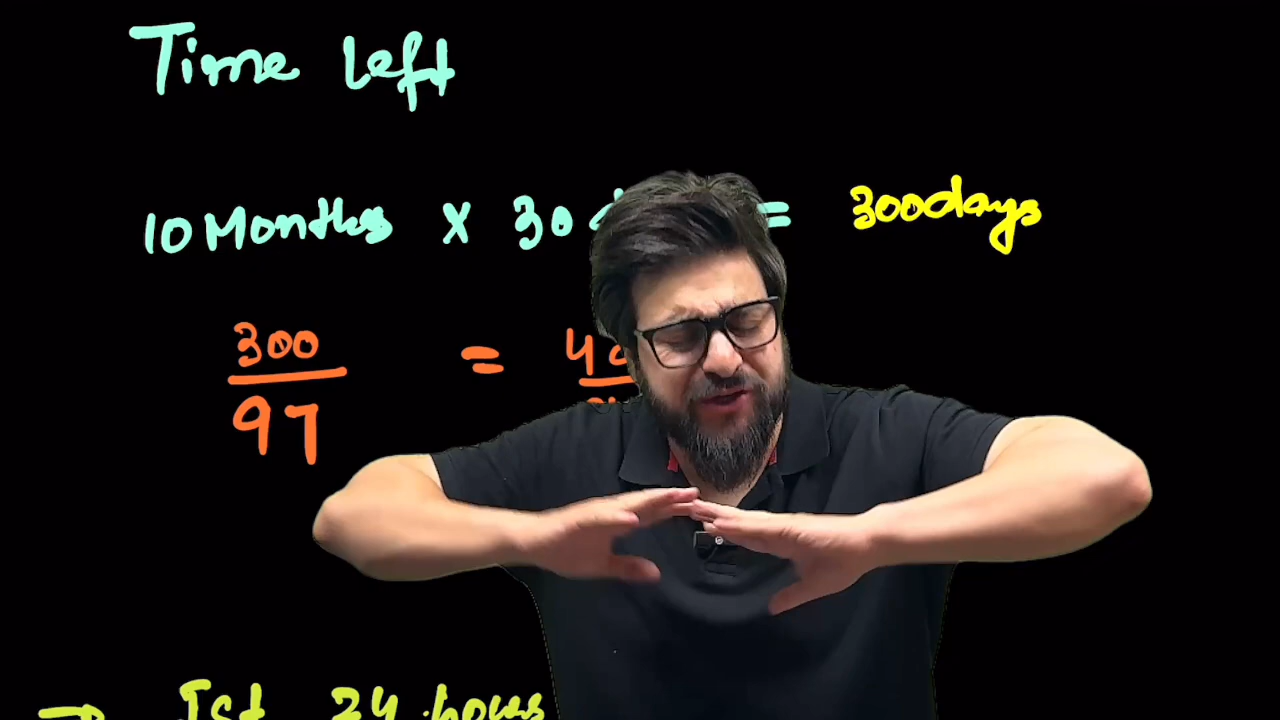 Time left
10 Months x 30 = 300days
300
97
=
⇒ Ist 24 hours